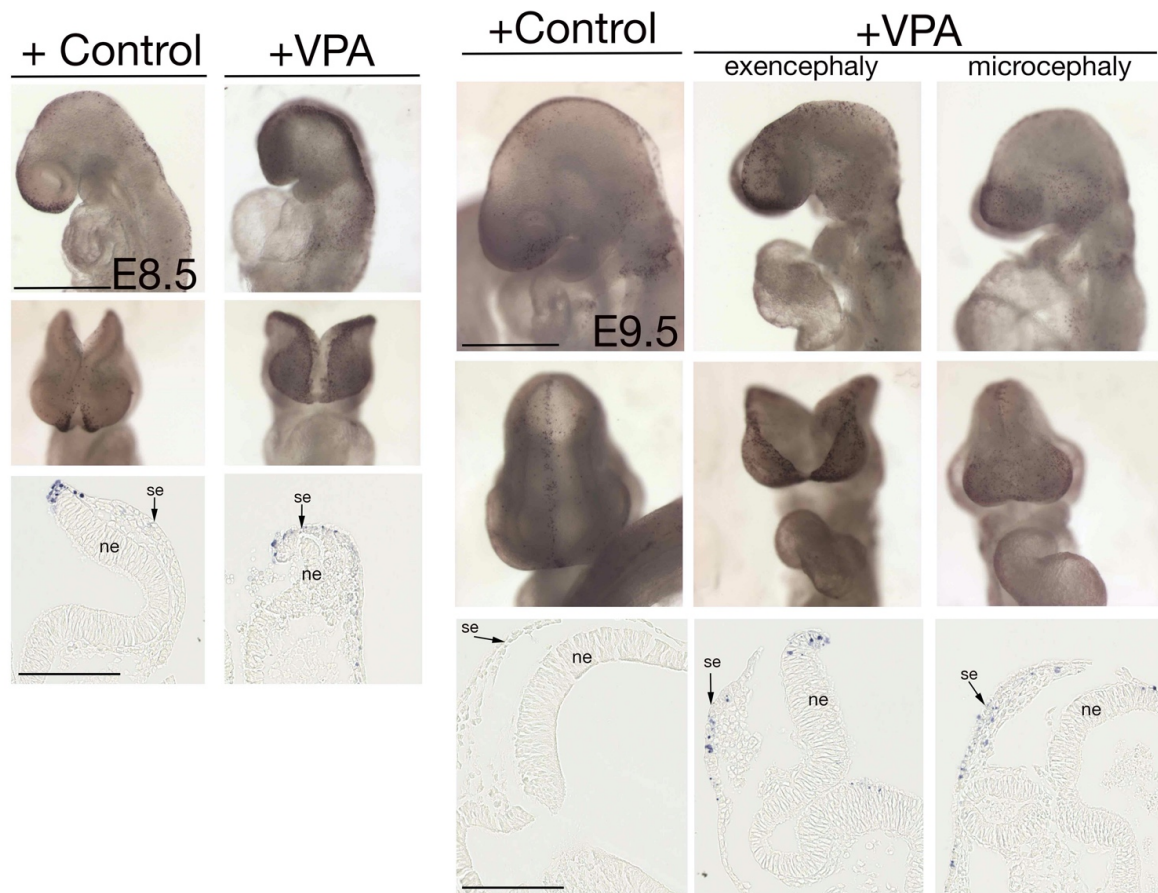 + Control
+VPA
E8.5
se
ne
se
ne
+Control
+VPA
exencephaly
microcephaly
E9.5
se
ne
se
ne
se
ne